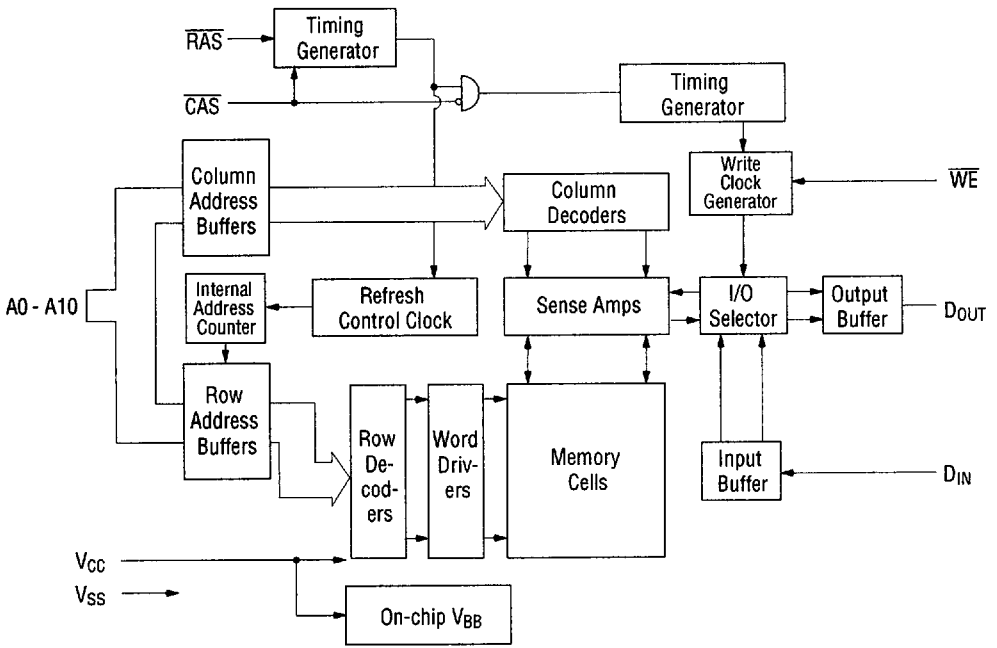 RAS
Timing
Generator
CAS
Timing
Generator
Column
Address
Buffers
Column
Decoders
Write
Clock
Generator
WE
A0 - A10
Internal
Address
Counter
Refresh
Control Clock
Sense Amps
I/O
Selector
Output
Buffer
DOUT
Row
Address
Buffers
Row
De-
cod-
ers
Word
Driv-
ers
Memory
Cells
Input
Buffer
DIN
VCC
VSS
On-chip VBB